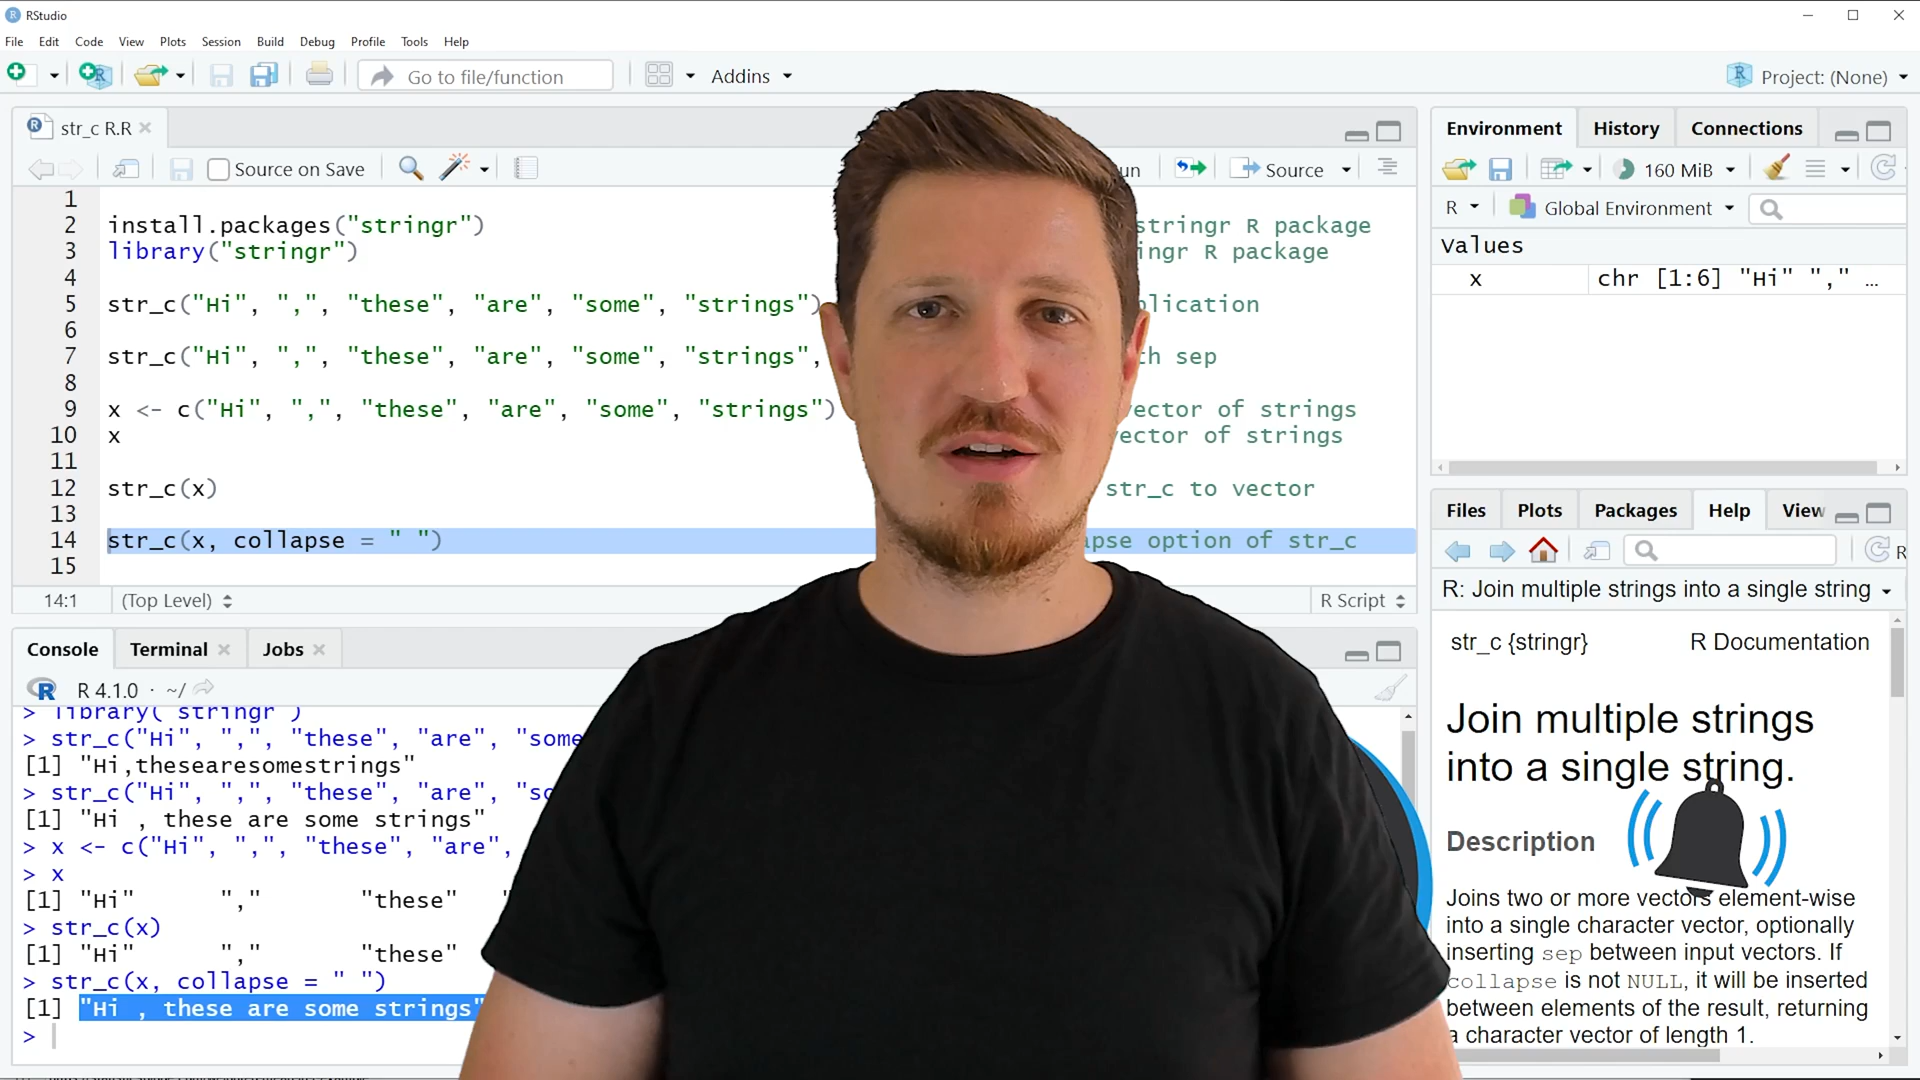 RStudio
File Edit Code View Plots Session Build Debug Profile Tools Help
Go to file/function Addins Project: (None)
str_c R.R
Source on Save Source
1
2 install.packages("stringr") stringr R package
3 library("stringr") R package
4
5 str_c("Hi", ",", "these", "are", "some", "strings")
6
7 str_c("Hi", ",", "these", "are", "some", "strings", sep
8
9 x <- c("Hi", ",", "these", "are", "some", "strings") vector of strings
10 x vector of strings
11
12 str_c(x) str_c to vector
13
14 str_c(x, collapse = " ") option of str_c
15
14:1 (Top Level) R Script
Console Terminal Jobs
R 4.1.0 · ~/
> library( stringr )
> str_c("Hi", ",", "these", "are", "some
[1] "Hi,thesearesomestrings"
> str_c("Hi", ",", "these", "are",
[1] "Hi , these are some strings"
> x <- c("Hi", ",", "these", "are",
> x
[1] "Hi" "," "these"
> str_c(x)
[1] "Hi" "," "these"
> str_c(x, collapse = " ")
[1] "Hi , these are some strings"
>
Environment History Connections
160 MiB
R Global Environment
Values
x chr [1:6] "Hi" "," …
Files Plots Packages Help View
R: Join multiple strings into a single string
str_c {stringr} R Documentation
Join multiple strings
into a single string.
Description
Joins two or more vectors element-wise
into a single character vector, optionally
inserting sep between input vectors. If
collapse is not NULL, it will be inserted
between elements of the result, returning
a character vector of length 1.